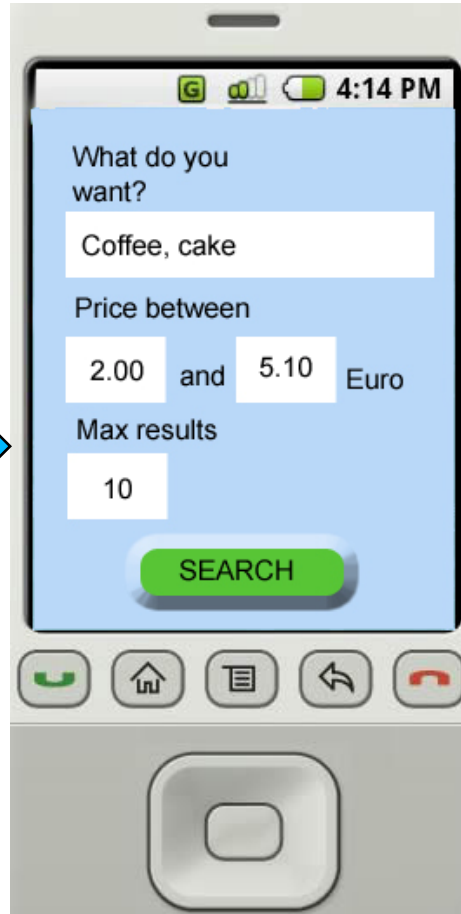 G 4:14 PM
What do you
want?
Coffee, cake
Price between
2.00 and 5.10 Euro
Max results
10
SEARCH